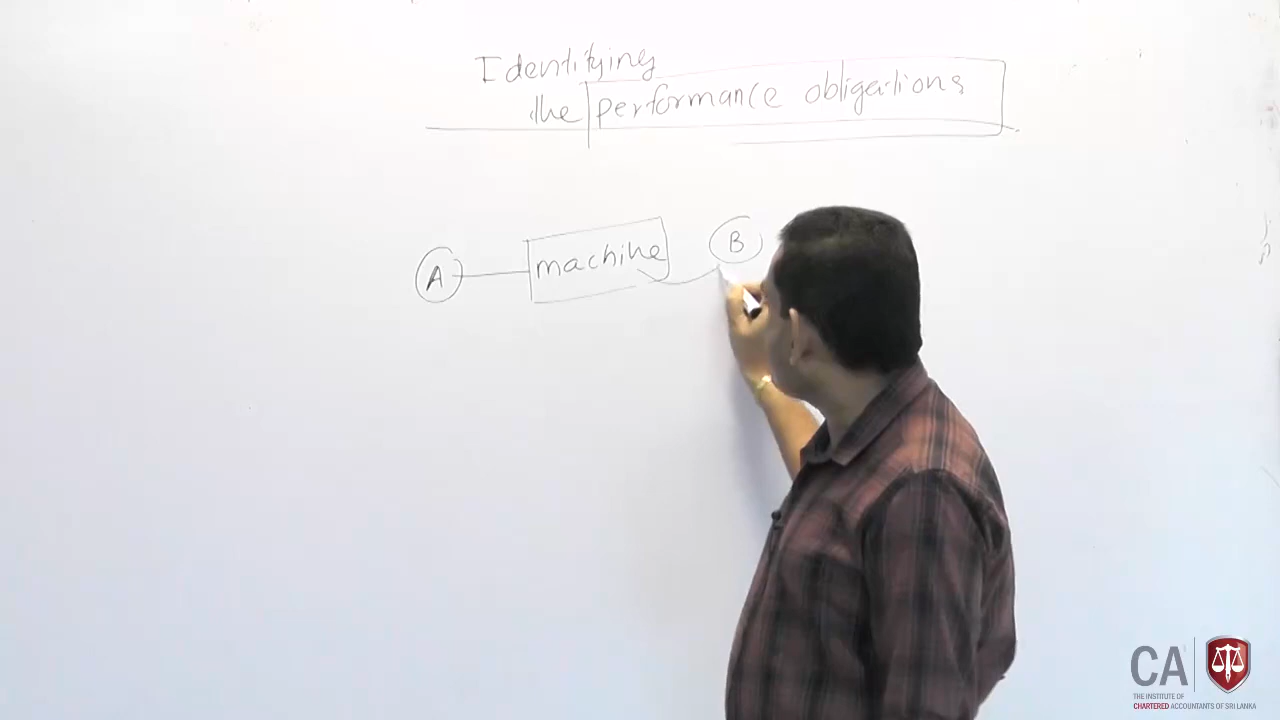 Identifying
the performance obligations
A machine B
CA
THE INSTITUTE OF
CHARTERED ACCOUNTANTS OF SRI LANKA